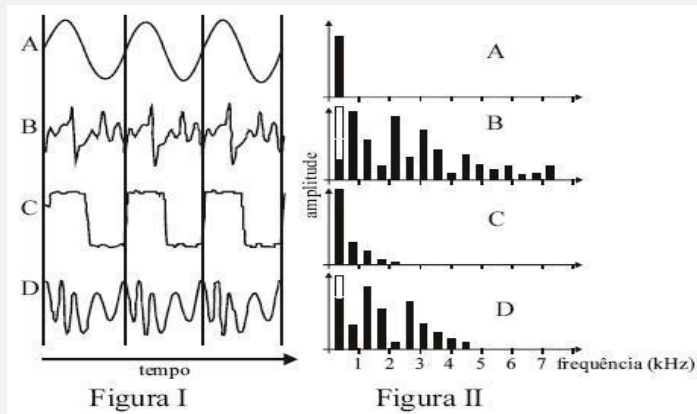 A
B
C
D
tempo
Figura I
amplitude
A
B
C
D
1 2 3 4 5 6 7 frequência (kHz)
Figura II